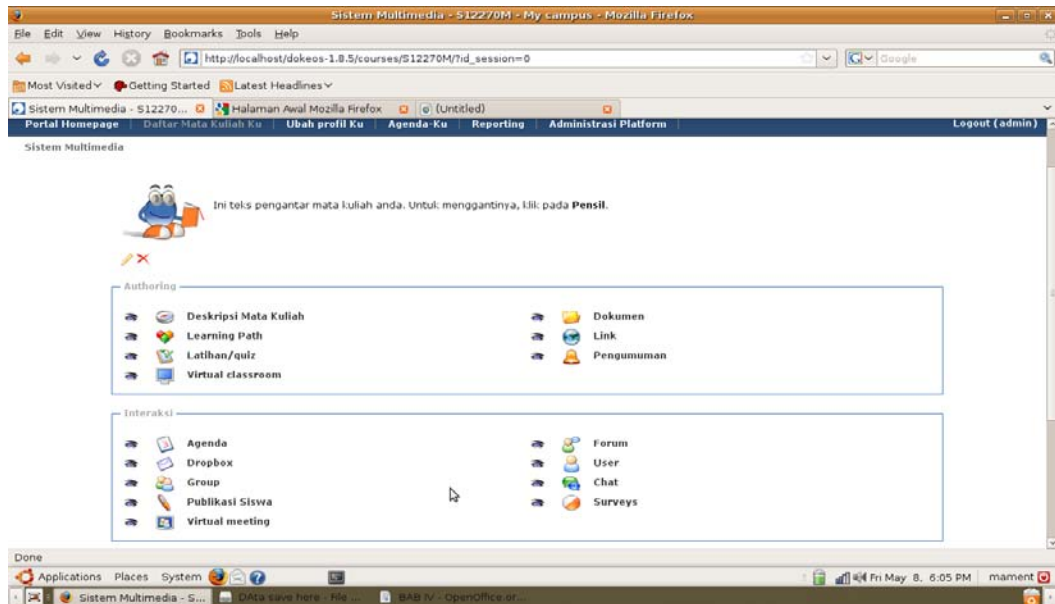 Sistem Multimedia - S12270M - My campus - Mozilla Firefox
File Edit View History Bookmarks Tools Help
http://localhost/dokeos-1.8.5/courses/S12270M/?id_session=0 Google
Most Visited Getting Started Latest Headlines
Sistem Multimedia - S12270... Halaman Awal Mozilla Firefox (Untitled)
Portal Homepage Daftar Mata Kuliah Ku Ubah profil Ku Agenda-Ku Reporting Administrasi Platform Logout (admin)
Sistem Multimedia
Ini teks pengantar mata kuliah anda. Untuk menggantinya, klik pada Pensil.
Authoring
Deskripsi Mata Kuliah Dokumen
Learning Path Link
Latihan/quiz Pengumuman
Virtual classroom
Interaksi
Agenda Forum
Dropbox User
Group Chat
Publikasi Siswa Surveys
Virtual meeting
Done
Applications Places System Fri May 8, 6:05 PM mament
Sistem Multimedia - S... DAta save here - File ... BAB IV - OpenOffice.or...